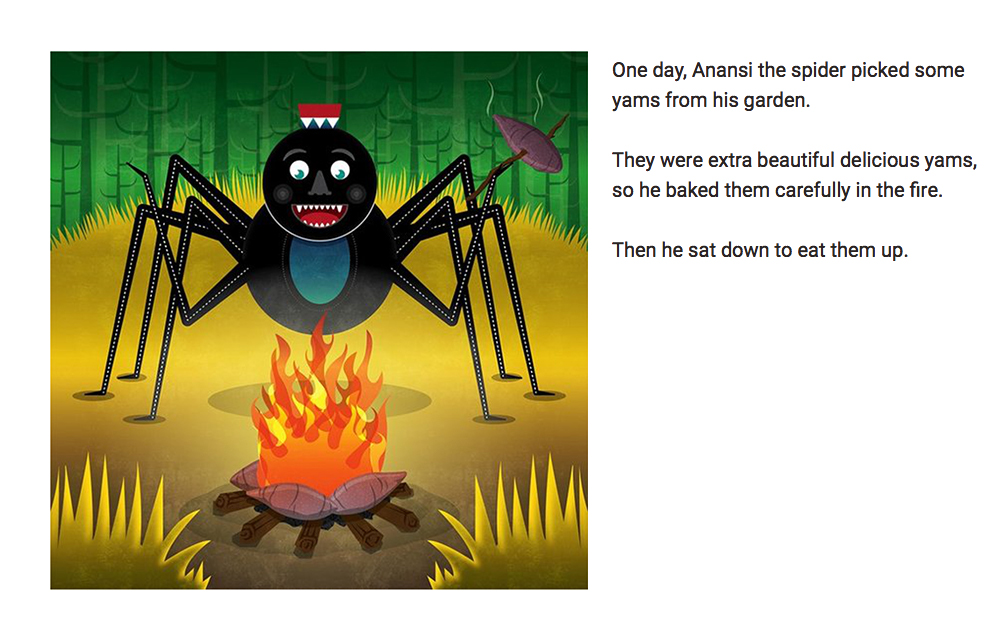 One day, Anansi the spider picked some
yams from his garden.
They were extra beautiful delicious yams,
so he baked them carefully in the fire.
Then he sat down to eat them up.